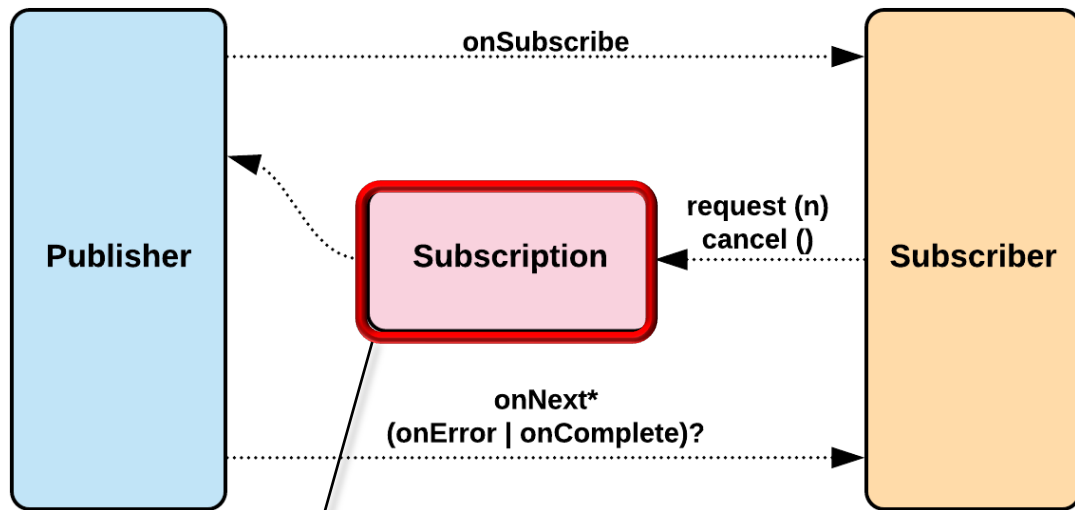 onSubscribe
request (n)
cancel ()
Publisher
Subscription
Subscriber
onNext*
(onError | onComplete)?